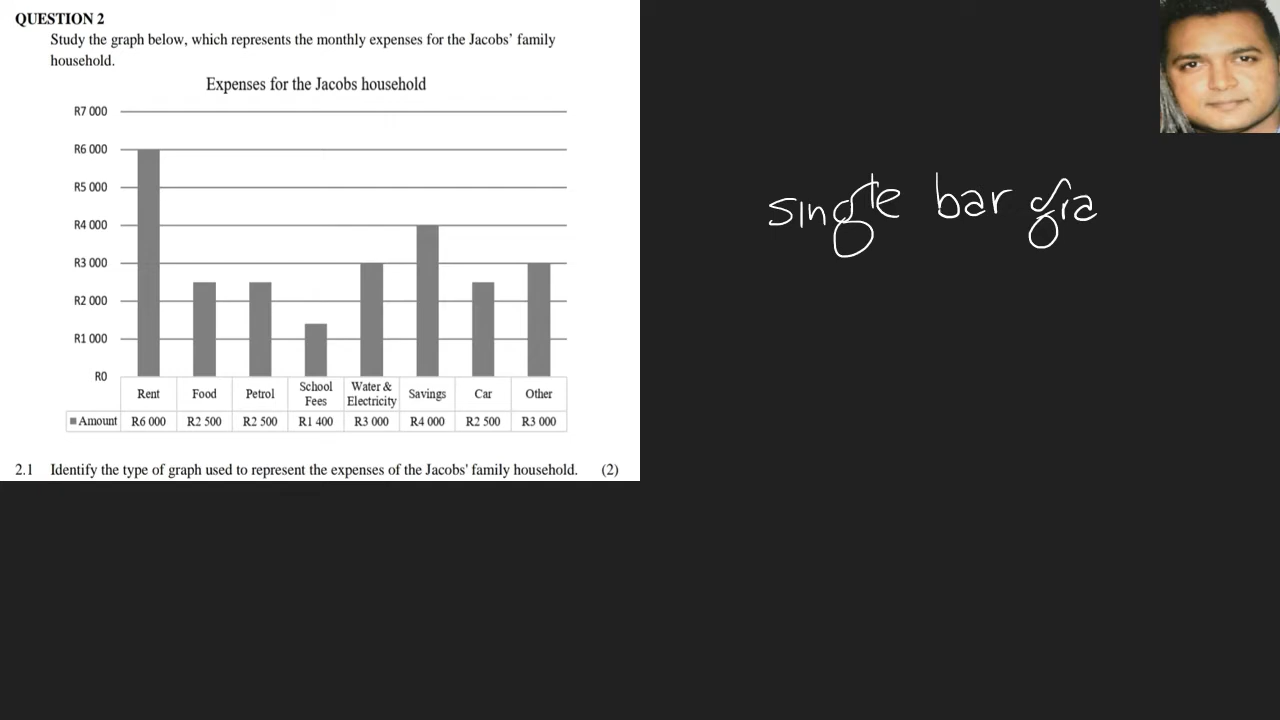 QUESTION 2
Study the graph below, which represents the monthly expenses for the Jacobs' family
household.
Expenses for the Jacobs household
R7 000
R6 000
R5 000
R4 000
R3 000
R2 000
R1 000
R0
Rent Food Petrol School Fees Water & Electricity Savings Car Other
Amount R6 000 R2 500 R2 500 R1 400 R3 000 R4 000 R2 500 R3 000
2.1 Identify the type of graph used to represent the expenses of the Jacobs' family household. (2)
single bar gra